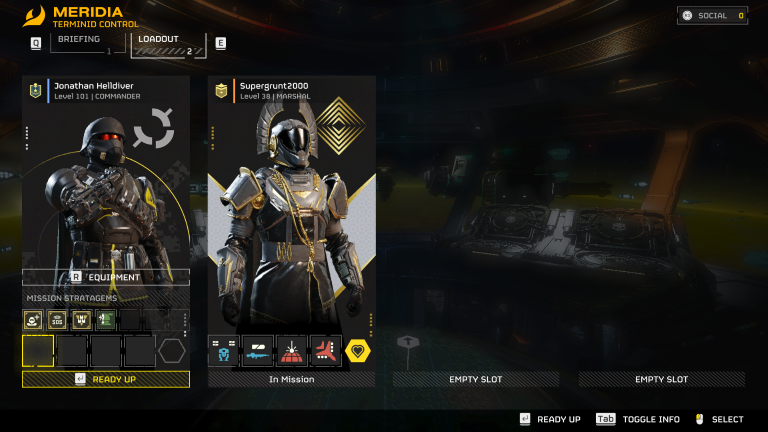 MERIDIA
TERMINID CONTROL
SOCIAL 0
Q BRIEFING 1 LOADOUT 2 E
Jonathan Helldiver
Level 101 | COMMANDER
Supergrunt2000
Level 38 | MARSHAL
R EQUIPMENT
MISSION STRATAGEMS
SOS
READY UP
In Mission
EMPTY SLOT
EMPTY SLOT
READY UP Tab TOGGLE INFO SELECT